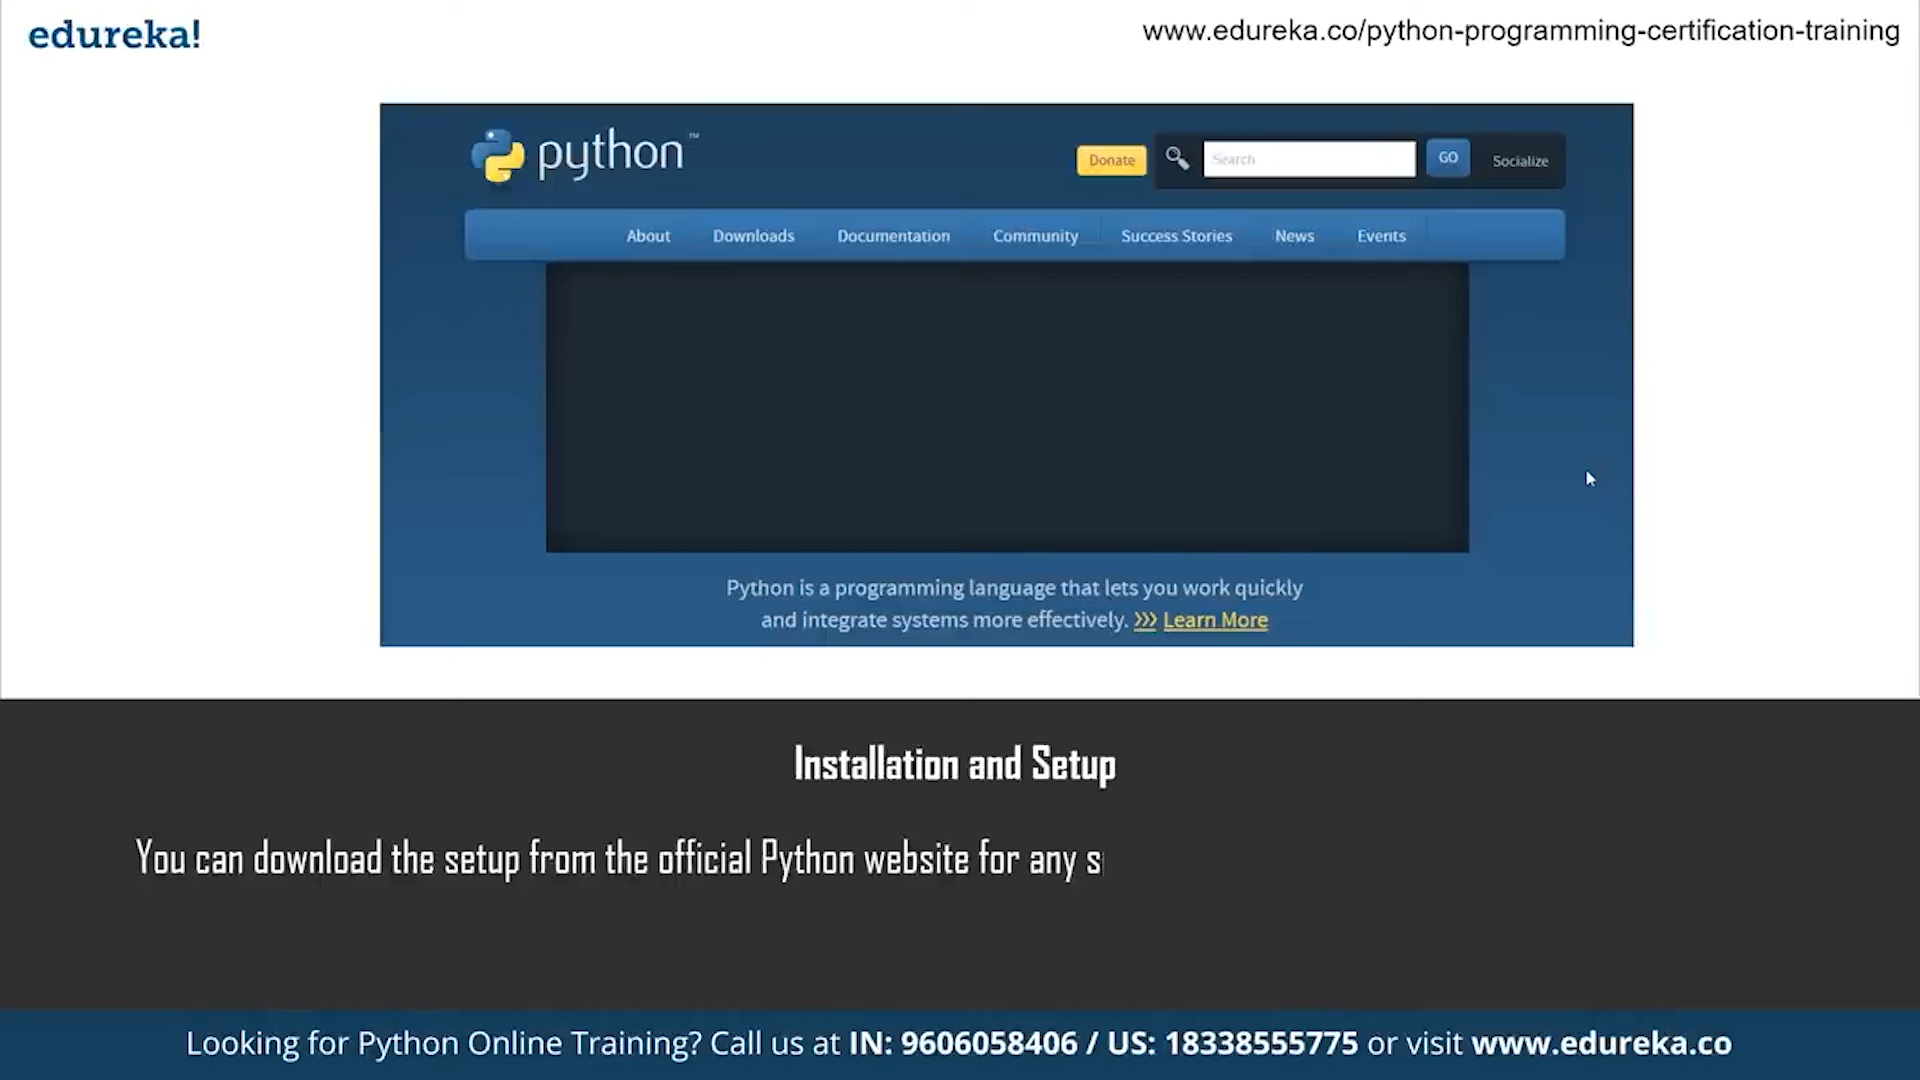 edureka!
www.edureka.co/python-programming-certification-training
python™
Donate
Search
GO
Socialize
About
Downloads
Documentation
Community
Success Stories
News
Events
Python is a programming language that lets you work quickly
and integrate systems more effectively. >>> Learn More
Installation and Setup
You can download the setup from the official Python website for any s
Looking for Python Online Training? Call us at IN: 9606058406 / US: 18338555775 or visit www.edureka.co